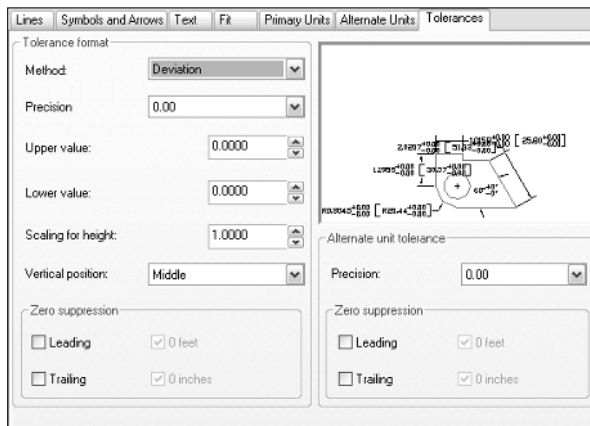 Lines Symbols and Arrows Text Fit Primary Units Alternate Units Tolerances
Tolerance format
Method: Deviation
Precision 0.00
Upper value: 0.0000
Lower value: 0.0000
Scaling for height: 1.0000
Vertical position: Middle
Zero suppression
Leading 0 feet
Trailing 0 inches
Alternate unit tolerance
Precision: 0.00
Zero suppression
Leading 0 feet
Trailing 0 inches